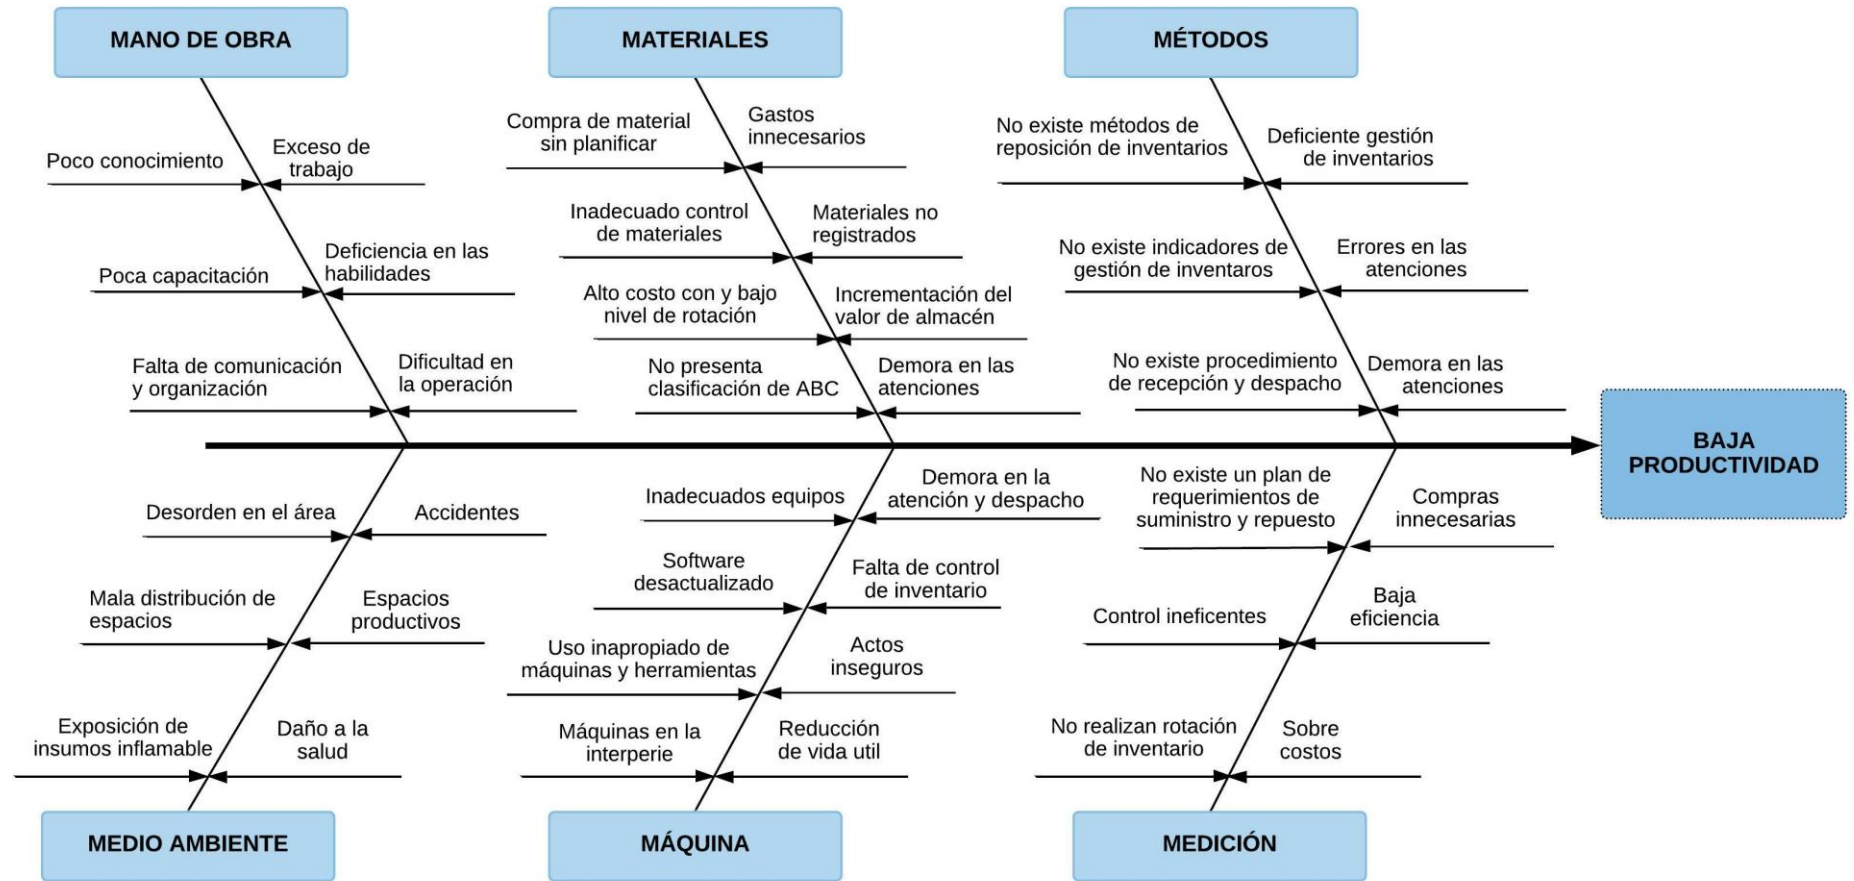 MANO DE OBRA
MATERIALES
MÉTODOS
Poco conocimiento
Exceso de
trabajo
Poca capacitación
Deficiencia en las
habilidades
Falta de comunicación
y organización
Dificultad en
la operación
Compra de material
sin planificar
Gastos
innecesarios
Inadecuado control
de materiales
Materiales no
registrados
Alto costo con y bajo
nivel de rotación
Incrementación del
valor de almacén
No presenta
clasificación de ABC
Demora en las
atenciones
No existe métodos de
reposición de inventarios
Deficiente gestión
de inventarios
No existe indicadores de
gestión de inventaros
Errores en las
atenciones
No existe procedimiento
de recepción y despacho
Demora en las
atenciones
BAJA
PRODUCTIVIDAD
Desorden en el área
Accidentes
Mala distribución de
espacios
Espacios
productivos
Exposición de
insumos inflamable
Daño a la
salud
Inadecuados equipos
Demora en la
atención y despacho
Software
desactualizado
Falta de control
de inventario
Uso inapropiado de
máquinas y herramientas
Actos
inseguros
Máquinas en la
interperie
Reducción
de vida util
No existe un plan de
requerimientos de
suministro y repuesto
Compras
innecesarias
Control ineficentes
Baja
eficiencia
No realizan rotación
de inventario
Sobre
costos
MEDIO AMBIENTE
MÁQUINA
MEDICIÓN